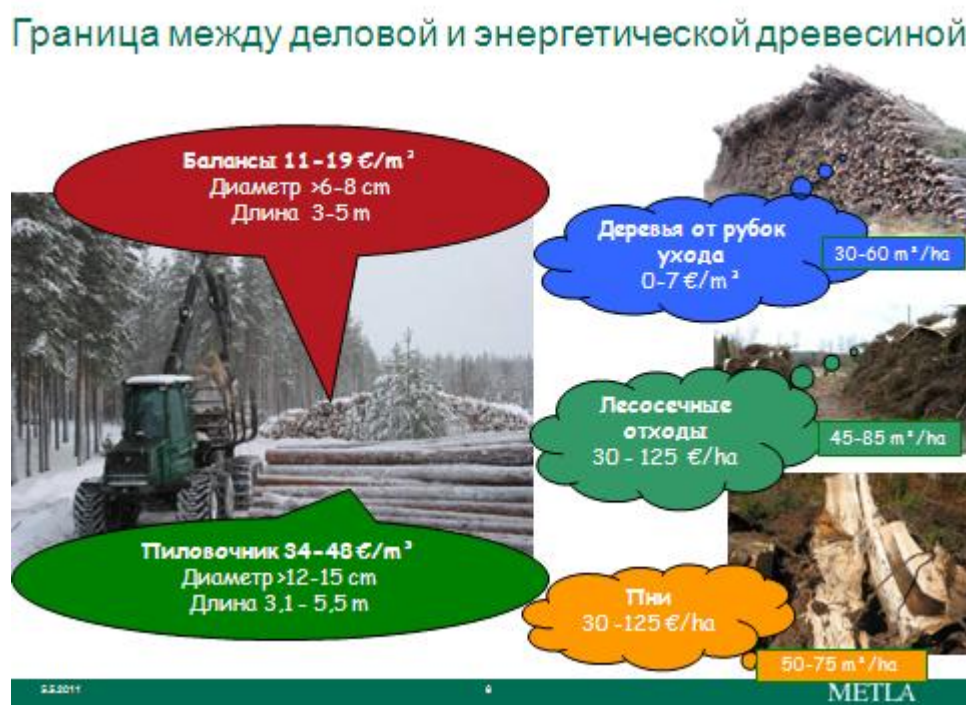 Граница между деловой и энергетической древесиной
Балансы 11-19 €/m³
Диаметр >6-8 cm
Длина 3-5 m
Деревья от рубок
ухода
0-7 €/m³
30-60 m³/ha
Лесосечные
отходы
30 - 125 €/ha
45-85 m³/ha
Пиловочник 34-48 €/m³
Диаметр >12-15 cm
Длина 3,1 - 5,5 m
Пни
30 -125 €/ha
50-75 m³/ha
5.5.2011
METLA